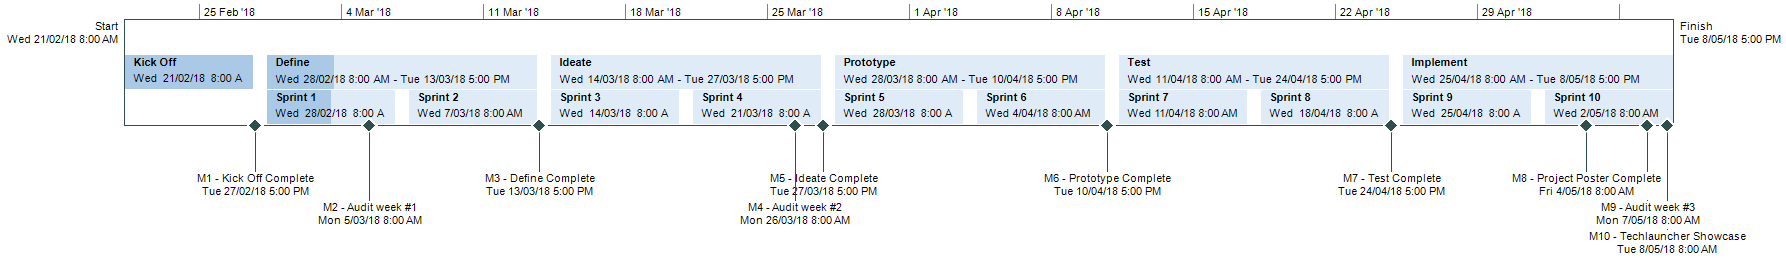 25 Feb '18 4 Mar '18 11 Mar '18 18 Mar '18 25 Mar '18 1 Apr '18 8 Apr '18 15 Apr '18 22 Apr '18 29 Apr '18
Start
Wed 21/02/18 8:00 AM
Finish
Tue 8/05/18 5:00 PM
Kick Off
Wed 21/02/18 8:00 A
Define
Wed 28/02/18 8:00 AM - Tue 13/03/18 5:00 PM
Ideate
Wed 14/03/18 8:00 AM - Tue 27/03/18 5:00 PM
Prototype
Wed 28/03/18 8:00 AM - Tue 10/04/18 5:00 PM
Test
Wed 11/04/18 8:00 AM - Tue 24/04/18 5:00 PM
Implement
Wed 25/04/18 8:00 AM - Tue 8/05/18 5:00 PM
Sprint 1
Wed 28/02/18 8:00 A
Sprint 2
Wed 7/03/18 8:00 AM
Sprint 3
Wed 14/03/18 8:00 A
Sprint 4
Wed 21/03/18 8:00 A
Sprint 5
Wed 28/03/18 8:00 A
Sprint 6
Wed 4/04/18 8:00 AM
Sprint 7
Wed 11/04/18 8:00 AM
Sprint 8
Wed 18/04/18 8:00 A
Sprint 9
Wed 25/04/18 8:00 A
Sprint 10
Wed 2/05/18 8:00 AM
M1 - Kick Off Complete
Tue 27/02/18 5:00 PM
M2 - Audit week #1
Mon 5/03/18 8:00 AM
M3 - Define Complete
Tue 13/03/18 5:00 PM
M5 - Ideate Complete
Tue 27/03/18 5:00 PM
M4 - Audit week #2
Mon 26/03/18 8:00 AM
M6 - Prototype Complete
Tue 10/04/18 5:00 PM
M7 - Test Complete
Tue 24/04/18 5:00 PM
M8 - Project Poster Complete
Fri 4/05/18 8:00 AM
M9 - Audit week #3
Mon 7/05/18 8:00 AM
M10 - Techlauncher Showcase
Tue 8/05/18 8:00 AM